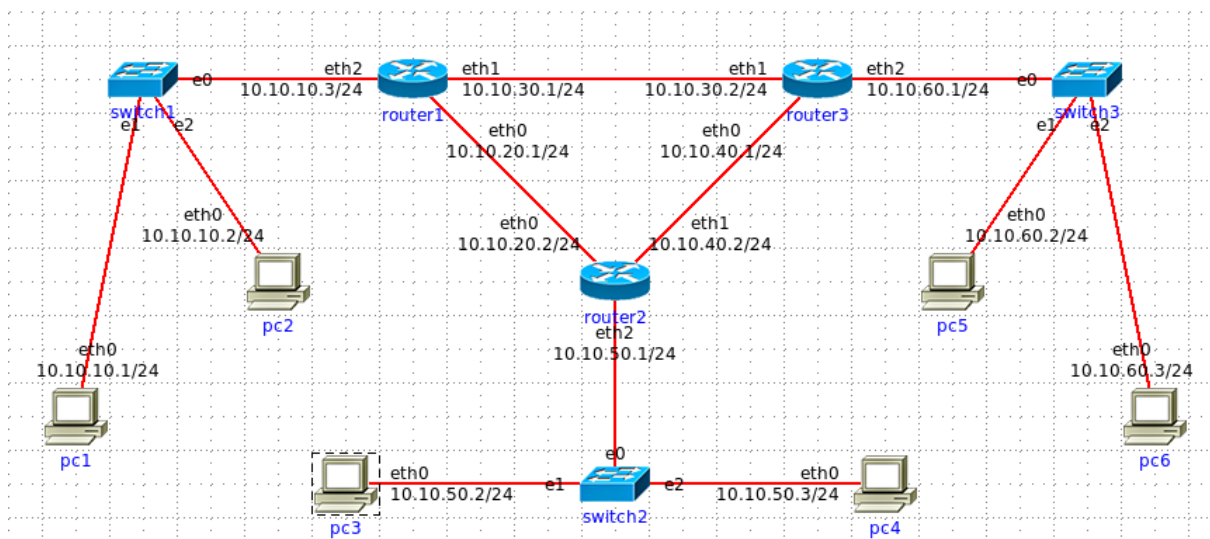 eth2
10.10.10.3/24
eth1
10.10.30.1/24
eth1
10.10.30.2/24
eth2
10.10.60.1/24
e0
e0
switch1
router1
router3
switch3
e1
e2
eth0
10.10.20.1/24
eth0
10.10.40.1/24
e1
e2
eth0
10.10.10.2/24
eth0
10.10.20.2/24
eth1
10.10.40.2/24
eth0
10.10.60.2/24
pc2
router2
pc5
eth2
10.10.50.1/24
eth0
10.10.10.1/24
eth0
10.10.60.3/24
pc1
pc6
e0
eth0
10.10.50.2/24
e1
e2
eth0
10.10.50.3/24
pc3
switch2
pc4